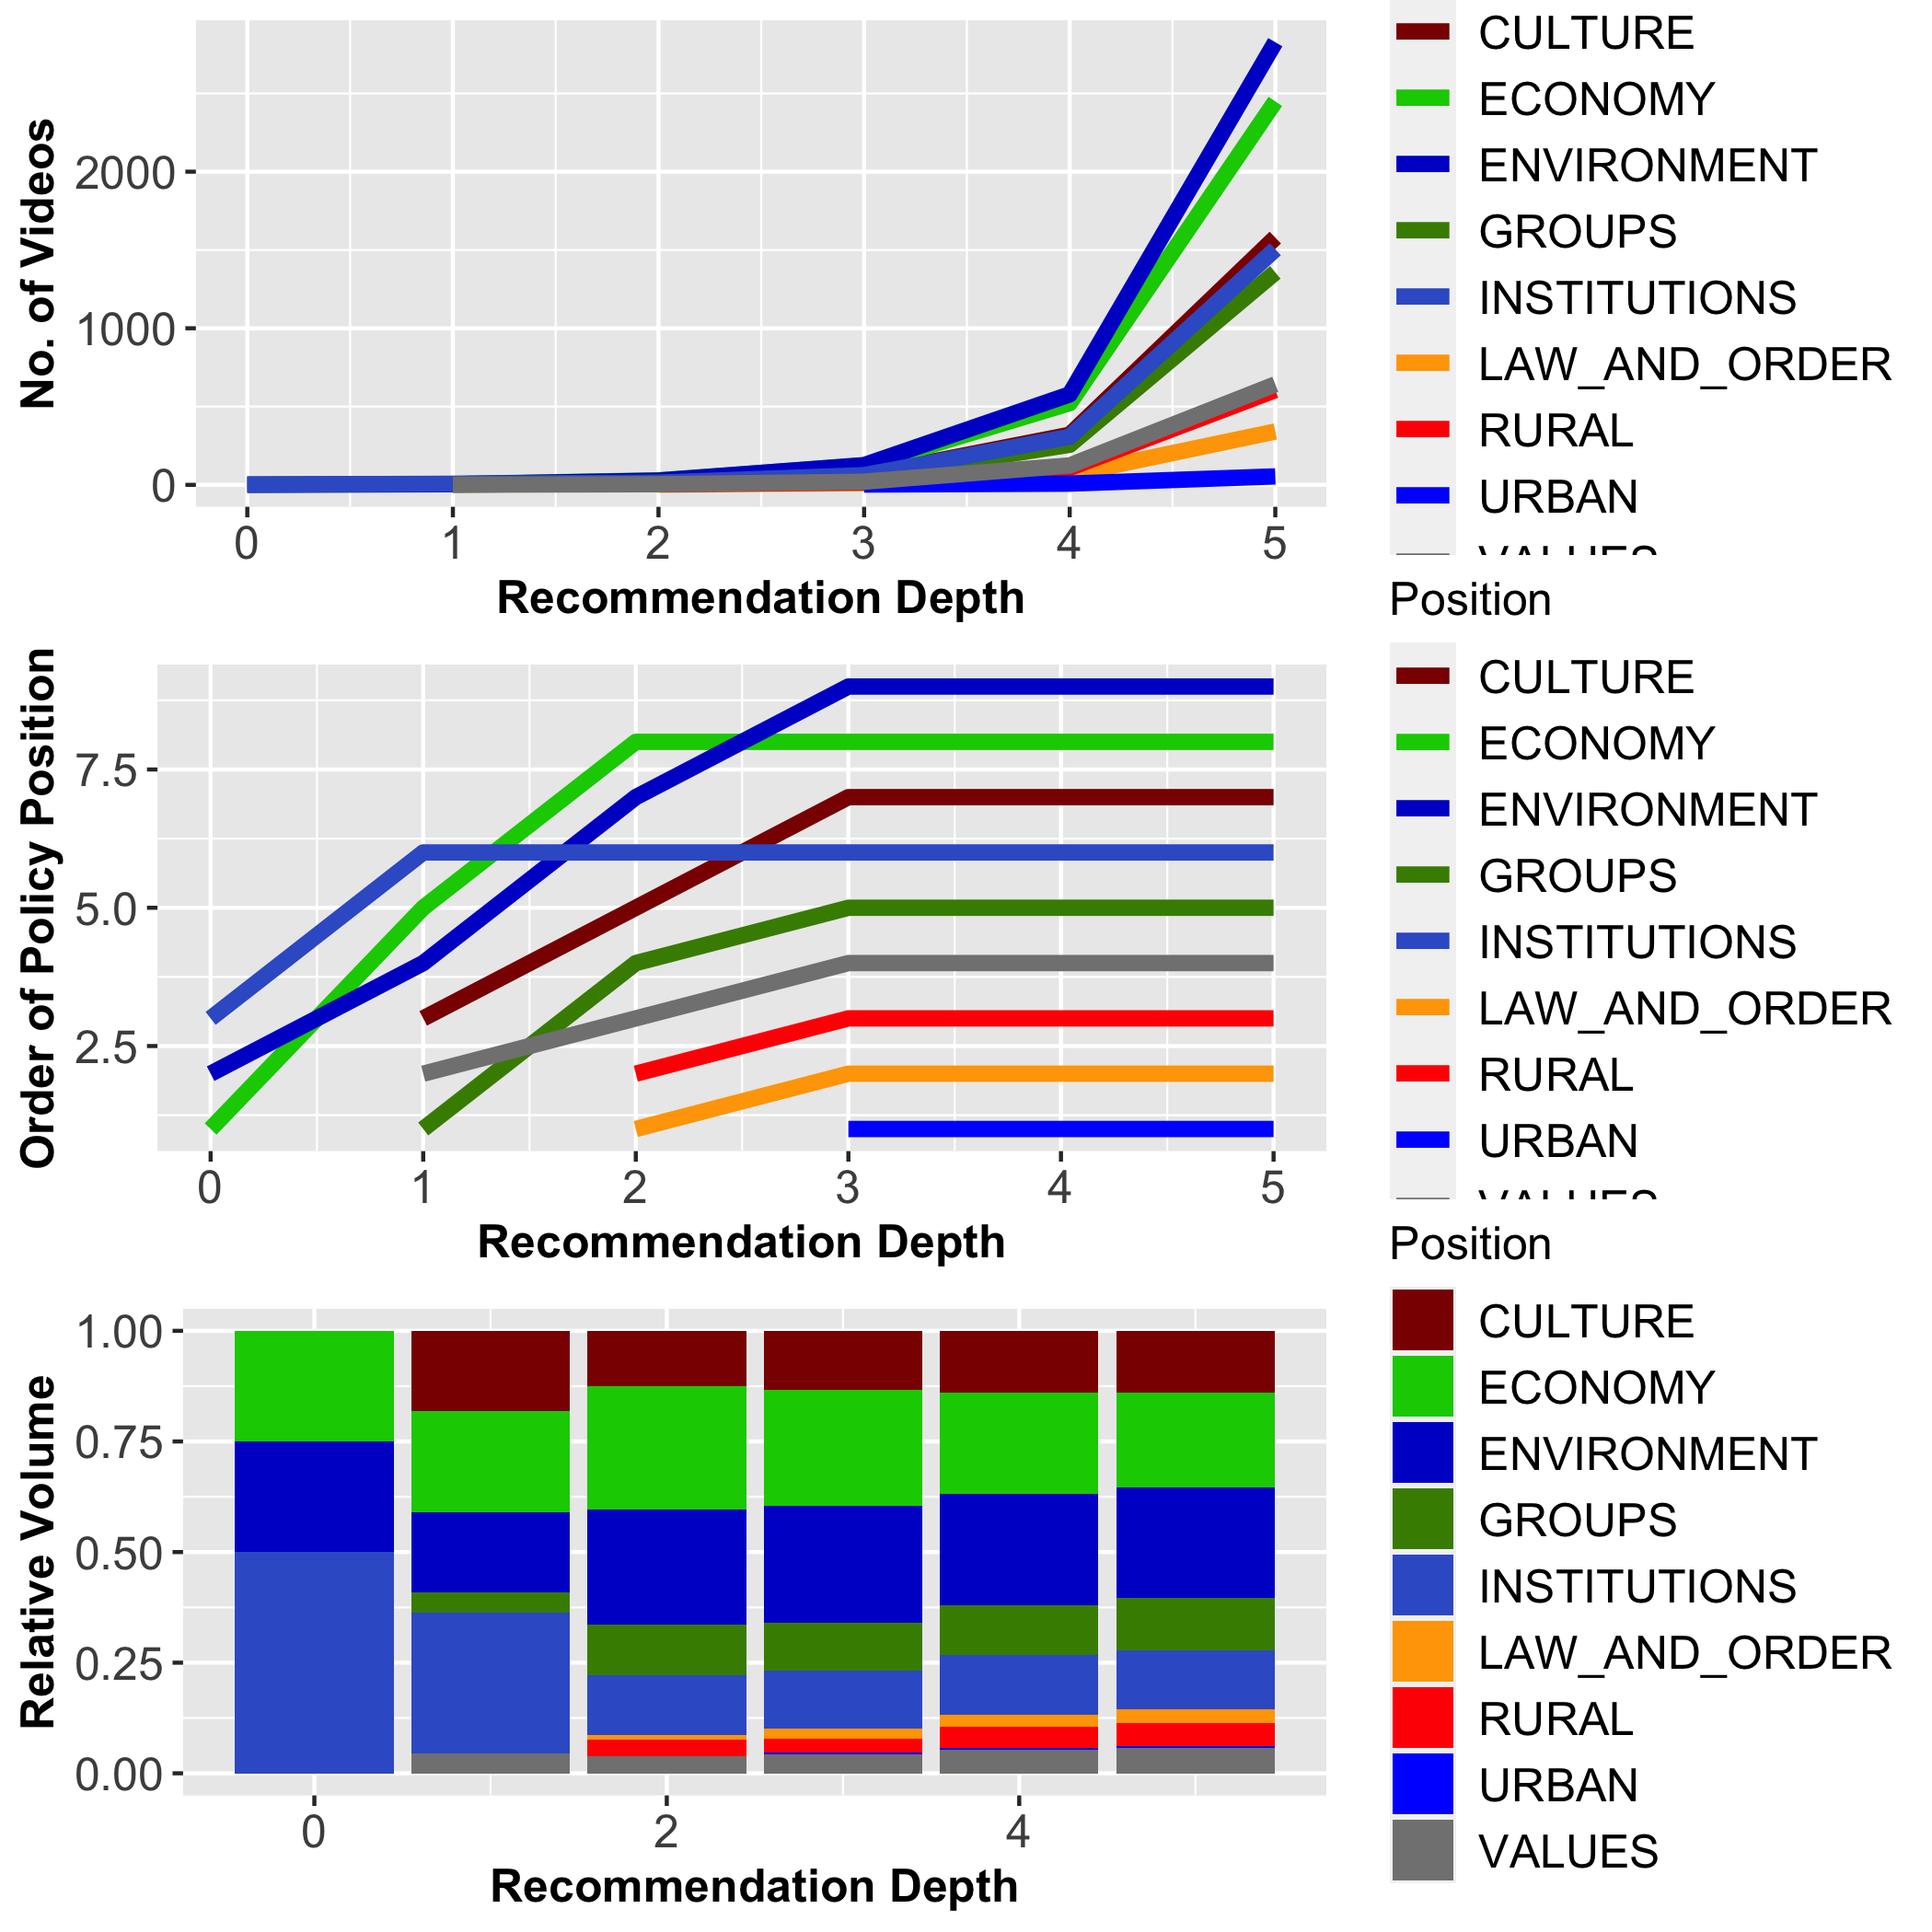 CULTURE
ECONOMY
ENVIRONMENT
GROUPS
INSTITUTIONS
LAW_AND_ORDER
RURAL
URBAN
VALUES
No. of Videos
2000
1000
0
0 1 2 3 4 5
Recommendation Depth
Position
CULTURE
ECONOMY
ENVIRONMENT
GROUPS
INSTITUTIONS
LAW_AND_ORDER
RURAL
URBAN
VALUES
Order of Policy Position
7.5
5.0
2.5
0 1 2 3 4 5
Recommendation Depth
Position
CULTURE
ECONOMY
ENVIRONMENT
GROUPS
INSTITUTIONS
LAW_AND_ORDER
RURAL
URBAN
VALUES
Relative Volume
1.00
0.75
0.50
0.25
0.00
0 2 4
Recommendation Depth